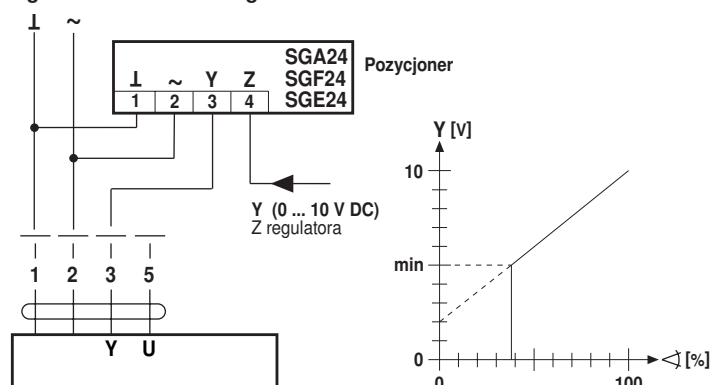 ⊥ ~
SGA24
SGF24
SGE24
Pozycjoner
⊥ ~ Y Z
1 2 3 4
Y (0 ... 10 V DC)
Z regulatora
1 2 3 5
Y U
Y [V]
10
min
0
0 100
[%]